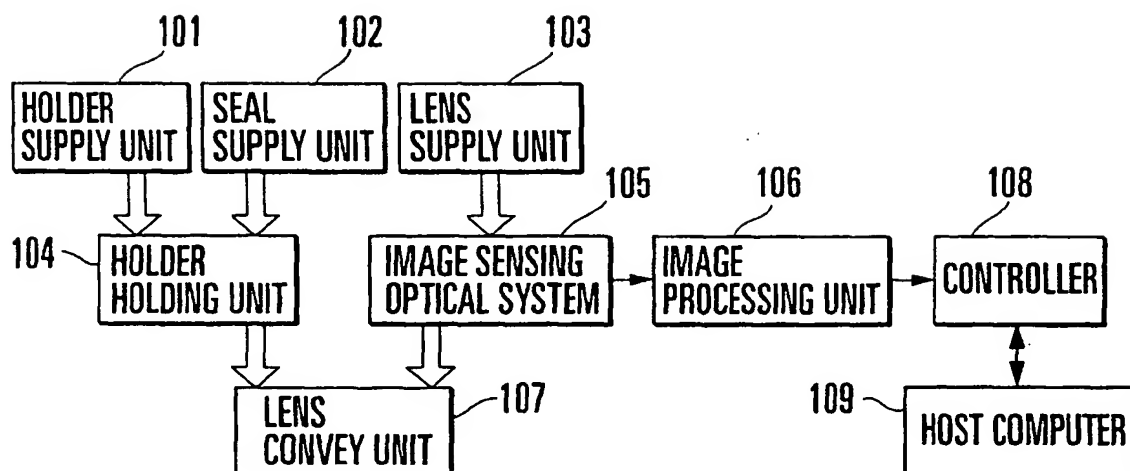 101
102
103
HOLDER
SUPPLY UNIT
SEAL
SUPPLY UNIT
LENS
SUPPLY UNIT
105
106
108
104
HOLDER
HOLDING UNIT
IMAGE SENSING
OPTICAL SYSTEM
IMAGE
PROCESSING UNIT
CONTROLLER
107
LENS
CONVEY UNIT
109
HOST COMPUTER